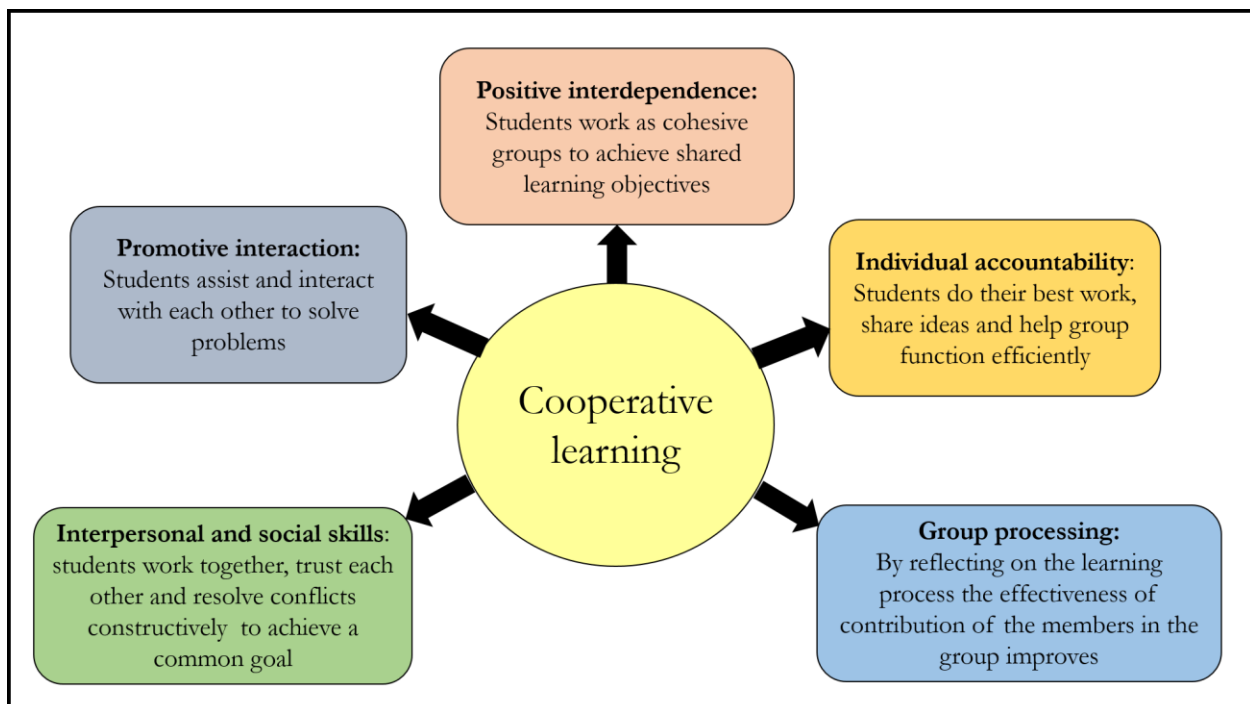 Positive interdependence:
Students work as cohesive
groups to achieve shared
learning objectives
Promotive interaction:
Students assist and interact
with each other to solve
problems
Individual accountability:
Students do their best work,
share ideas and help group
function efficiently
Cooperative
learning
Interpersonal and social skills:
students work together, trust each
other and resolve conflicts
constructively to achieve a
common goal
Group processing:
By reflecting on the learning
process the effectiveness of
contribution of the members in the
group improves